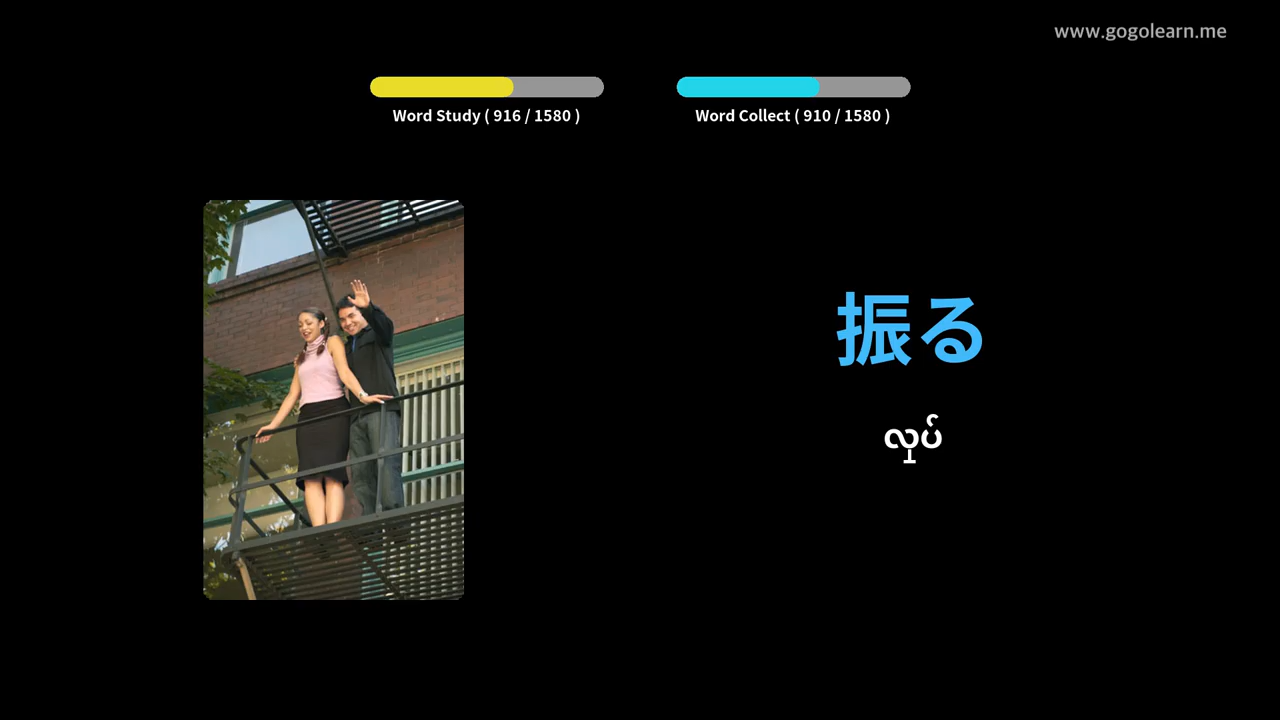 www.gogolearn.me
Word Study ( 916 / 1580 )
Word Collect ( 910 / 1580 )
振る
လှုပ်